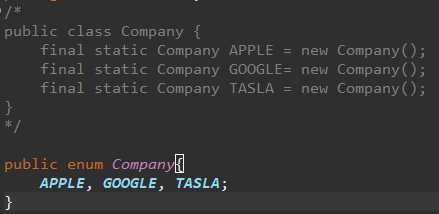 /*
public class Company {
    final static Company APPLE = new Company();
    final static Company GOOGLE= new Company();
    final static Company TASLA = new Company();
}
*/
public enum Company{
    APPLE, GOOGLE, TASLA;
}